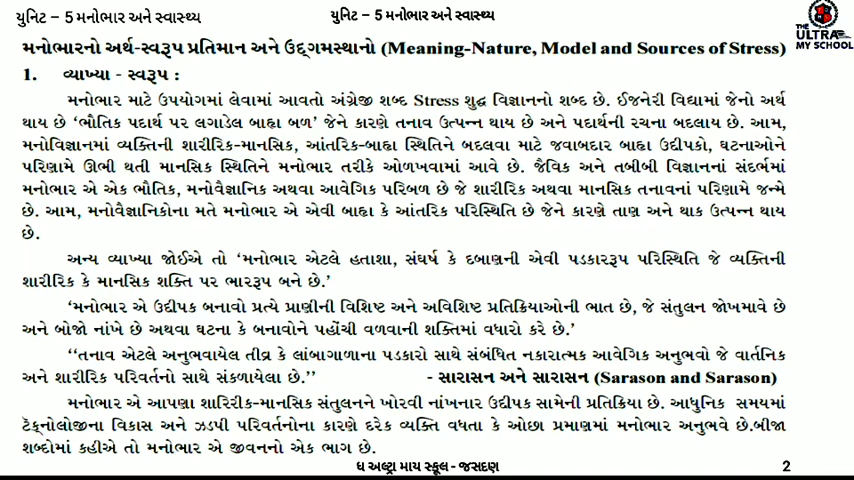 યુનિટ – 5 મનોભાર અને સ્વાસ્થ્ય
યુનિટ – 5 મનોભાર અને સ્વાસ્થ્ય
THE
ULTRA
MY SCHOOL
મનોભારનો અર્થ-સ્વરૂપ પ્રતિમાન અને ઉદ્ગમસ્થાનો (Meaning-Nature, Model and Sources of Stress)
1. વ્યાખ્યા - સ્વરૂપ :
મનોભાર માટે ઉપયોગમાં લેવામાં આવતો અંગ્રેજી શબ્દ Stress શુદ્ધ વિજ્ઞાનનો શબ્દ છે. ઈજનેરી વિદ્યામાં જેનો અર્થ
થાય છે ‘ભૌતિક પદાર્થ પર લગાડેલ બાહ્ય બળ’ જેને કારણે તનાવ ઉત્પન્ન થાય છે અને પદાર્થની રચના બદલાય છે. આમ,
મનોવિજ્ઞાનમાં વ્યક્તિની શારીરિક-માનસિક, આંતરિક-બાહ્ય સ્થિતિને બદલવા માટે જવાબદાર બાહ્ય ઉદ્દીપકો, ઘટનાઓને
પરિણામે ઊભી થતી માનસિક સ્થિતિને મનોભાર તરીકે ઓળખવામાં આવે છે. જૈવિક અને તબીબી વિજ્ઞાનનાં સંદર્ભમાં
મનોભાર એ એક ભૌતિક, મનોવૈજ્ઞાનિક અથવા આવેગિક પરિબળ છે જે શારીરિક અથવા માનસિક તનાવનાં પરિણામે જન્મે
છે. આમ, મનોવૈજ્ઞાનિકોના મતે મનોભાર એ એવી બાહ્ય કે આંતરિક પરિસ્થિતિ છે જેને કારણે તાણ અને થાક ઉત્પન્ન થાય
છે.
અન્ય વ્યાખ્યા જોઈએ તો ‘મનોભાર એટલે હતાશા, સંઘર્ષ કે દબાણની એવી પડકારરૂપ પરિસ્થિતિ જે વ્યક્તિની
શારીરિક કે માનસિક શક્તિ પર ભારરૂપ બને છે.’
‘મનોભાર એ ઉદ્દીપક બનાવો પ્રત્યે પ્રાણીની વિશિષ્ટ અને અવિશિષ્ટ પ્રતિક્રિયાઓની ભાત છે, જે સંતુલન જોખમાવે છે
અને બોજો નાંખે છે અથવા ઘટના કે બનાવોને પહોંચી વળવાની શક્તિમાં વધારો કરે છે.’
‘‘તનાવ એટલે અનુભવાયેલ તીવ્ર કે લાંબાગાળાના પડકારો સાથે સંબંધિત નકારાત્મક આવેગિક અનુભવો જે વાર્તનિક
અને શારીરિક પરિવર્તનો સાથે સંકળાયેલા છે.’’ - સારાસન અને સારાસન (Sarason and Sarason)
મનોભાર એ આપણા શારિરીક-માનસિક સંતુલનને ખોરવી નાંખનાર ઉદ્દીપક સામેની પ્રતિક્રિયા છે. આધુનિક સમયમાં
ટેક્નોલોજીના વિકાસ અને ઝડપી પરિવર્તનોના કારણે દરેક વ્યક્તિ વધતા કે ઓછા પ્રમાણમાં મનોભાર અનુભવે છે.બીજા
શબ્દોમાં કહીએ તો મનોભાર એ જીવનનો એક ભાગ છે.
ધ અલ્ટ્રા માય સ્કૂલ - જસદણ
2